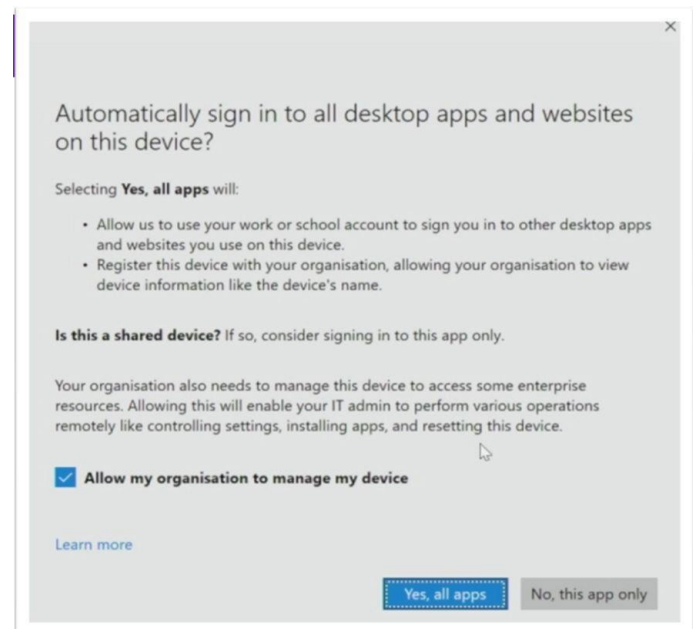 Automatically sign in to all desktop apps and websites
on this device?
Selecting Yes, all apps will:
• Allow us to use your work or school account to sign you in to other desktop apps
and websites you use on this device.
• Register this device with your organisation, allowing your organisation to view
device information like the device's name.
Is this a shared device? If so, consider signing in to this app only.
Your organisation also needs to manage this device to access some enterprise
resources. Allowing this will enable your IT admin to perform various operations
remotely like controlling settings, installing apps, and resetting this device.
Allow my organisation to manage my device
Learn more
Yes, all apps
No, this app only